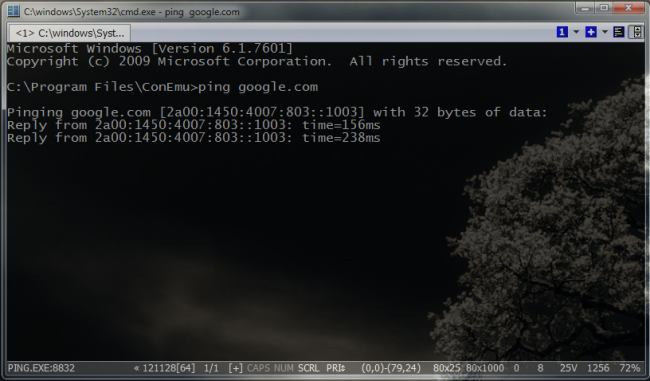 C:\windows\System32\cmd.exe - ping  google.com
<1> C:\windows\Syst...
1
Microsoft Windows [Version 6.1.7601]
Copyright (c) 2009 Microsoft Corporation.  All rights reserved.
C:\Program Files\ConEmu>ping google.com
Pinging google.com [2a00:1450:4007:803::1003] with 32 bytes of data:
Reply from 2a00:1450:4007:803::1003: time=156ms
Reply from 2a00:1450:4007:803::1003: time=238ms
PING.EXE:8832 « 121128[64] 1/1 [+] CAPS NUM SCRL PRI‡ (0,0)-(79,24) 80x25 80x1000 0 8 25V 1256 72%